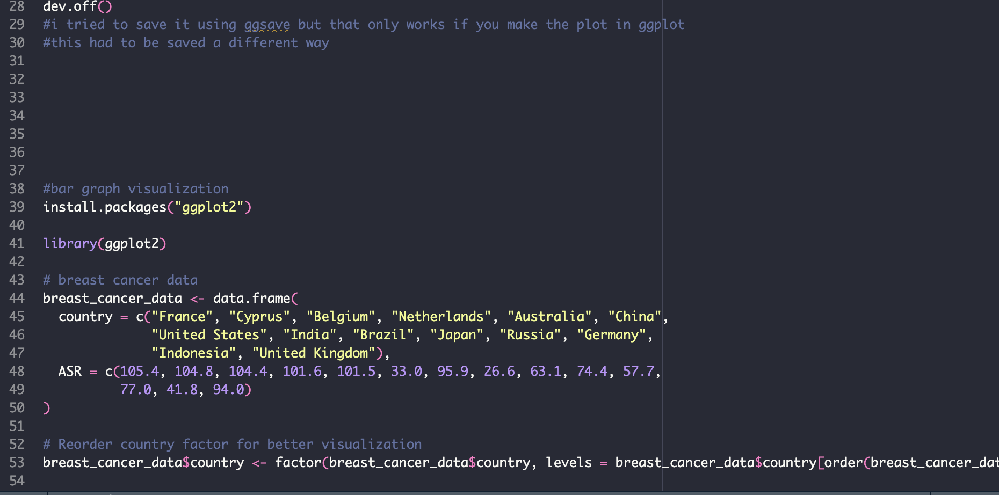 28 dev.off()
29 #i tried to save it using ggsave but that only works if you make the plot in ggplot
30 #this had to be saved a different way
31
32
33
34
35
36
37
38 #bar graph visualization
39 install.packages("ggplot2")
40
41 library(ggplot2)
42
43 # breast cancer data
44 breast_cancer_data <- data.frame(
45   country = c("France", "Cyprus", "Belgium", "Netherlands", "Australia", "China",
46               "United States", "India", "Brazil", "Japan", "Russia", "Germany",
47               "Indonesia", "United Kingdom"),
48   ASR = c(105.4, 104.8, 104.4, 101.6, 101.5, 33.0, 95.9, 26.6, 63.1, 74.4, 57.7,
49           77.0, 41.8, 94.0)
50 )
51
52 # Reorder country factor for better visualization
53 breast_cancer_data$country <- factor(breast_cancer_data$country, levels = breast_cancer_data$country[order(breast_cancer_dat
54